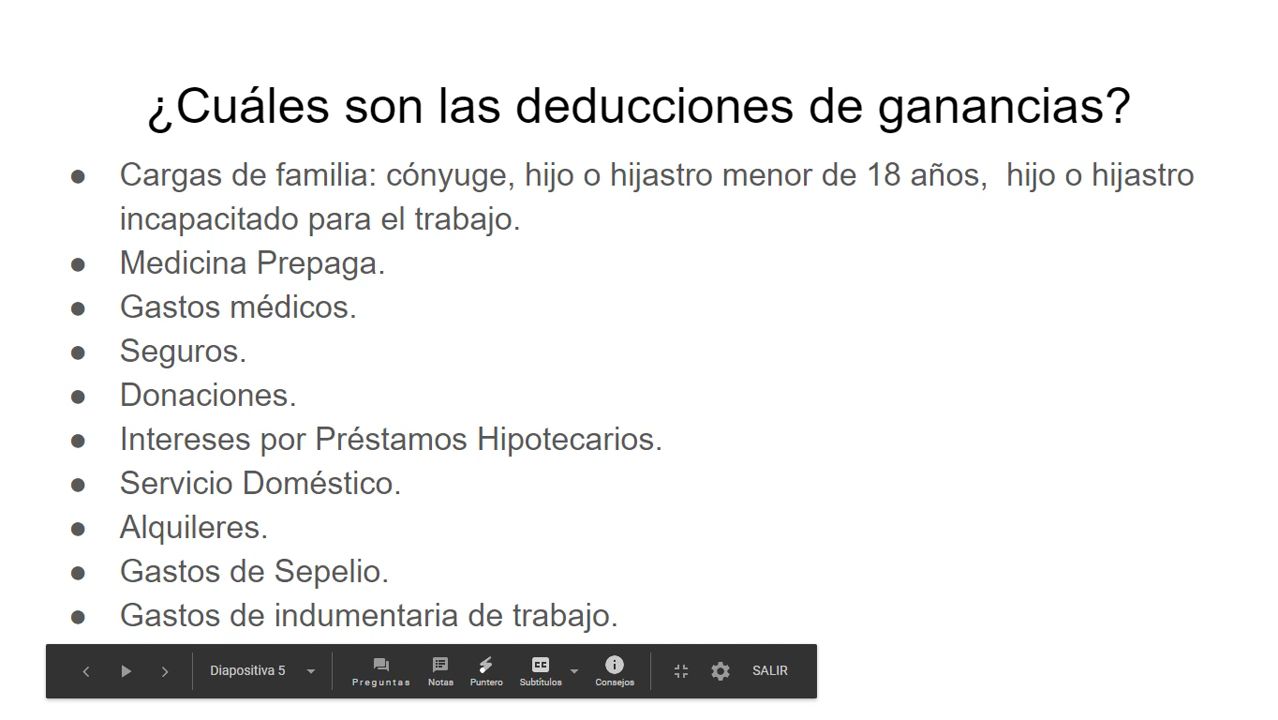 ¿Cuáles son las deducciones de ganancias?
● Cargas de familia: cónyuge, hijo o hijastro menor de 18 años,  hijo o hijastro
incapacitado para el trabajo.
● Medicina Prepaga.
● Gastos médicos.
● Seguros.
● Donaciones.
● Intereses por Préstamos Hipotecarios.
● Servicio Doméstico.
● Alquileres.
● Gastos de Sepelio.
● Gastos de indumentaria de trabajo.
Diapositiva 5 Preguntas Notas Puntero Subtítulos Consejos SALIR